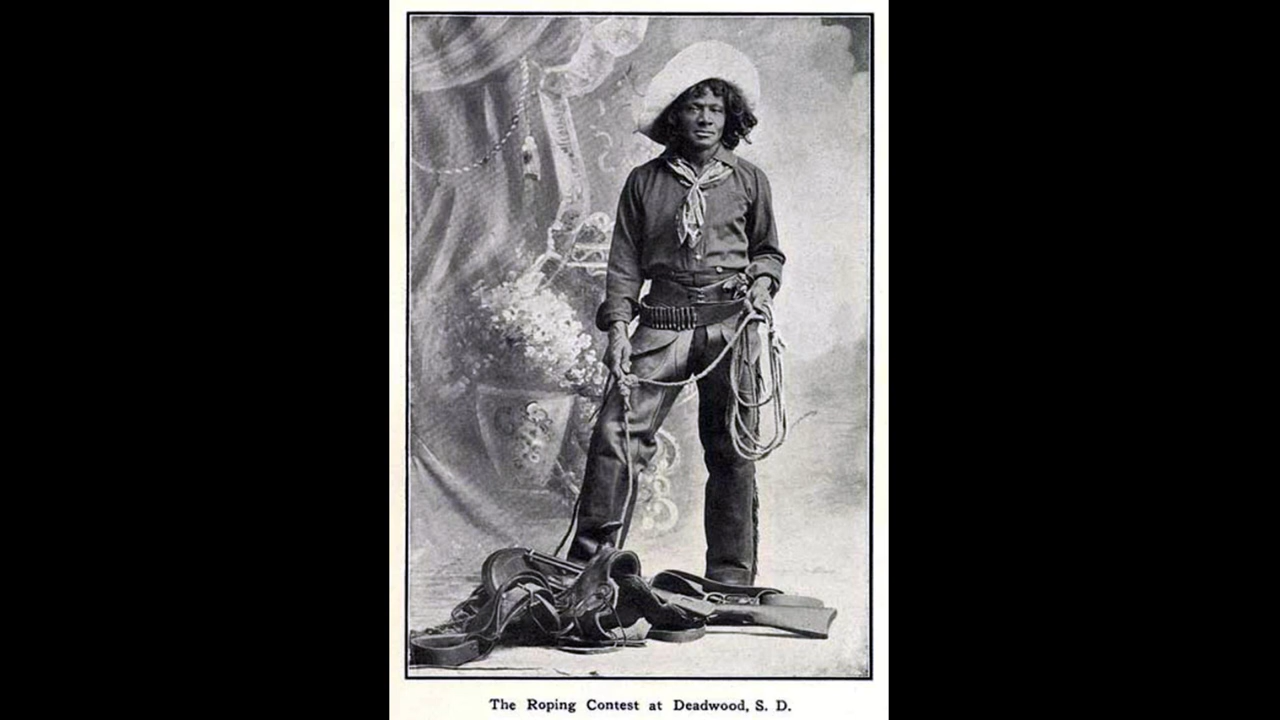 The Roping Contest at Deadwood, S. D.